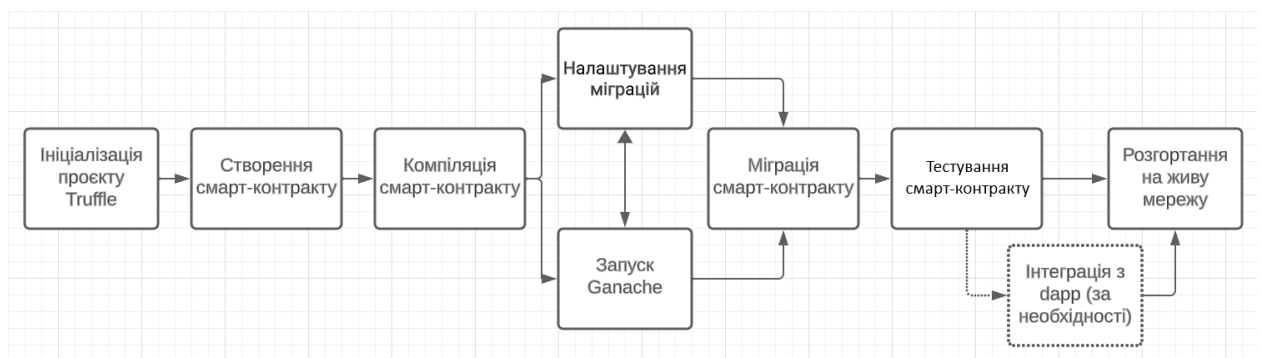 Ініціалізація
проєкту
Truffle
Створення
смарт-контракту
Компіляція
смарт-контракту
Налаштування
міграцій
Запуск
Ganache
Міграція
смарт-контракту
Тестування
смарт-контракту
Інтеграція з
dapp (за
необхідності)
Розгортання
на живу
мережу